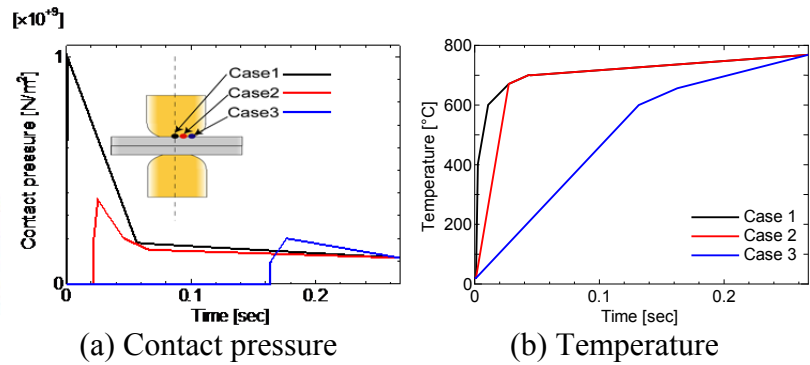 [×10⁺⁹]
1
0
Contact pressure [N/m²]
Case1
Case2
Case3
0
0.1
0.2
Time [sec]
(a) Contact pressure
800
600
400
200
0
Temperature [°C]
Case 1
Case 2
Case 3
0
0.1
0.2
Time [sec]
(b) Temperature